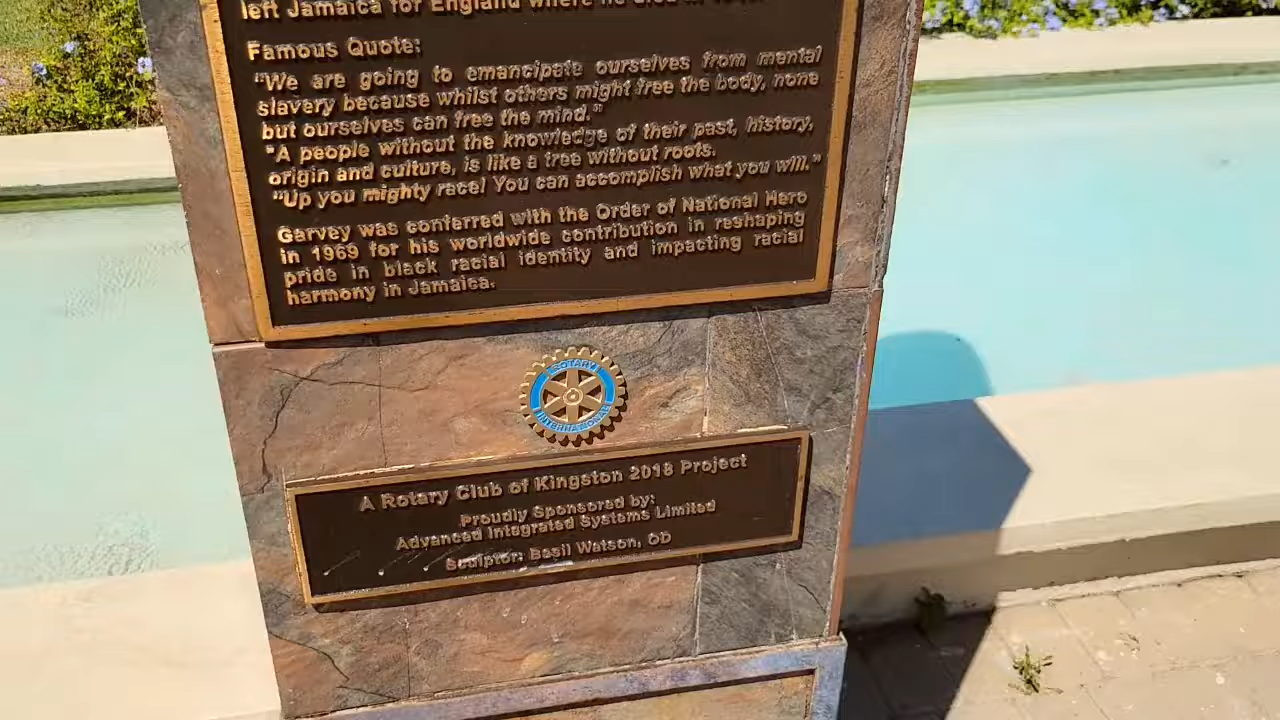 left Jamaica for England where he died in
Famous Quote:
"We are going to emancipate ourselves from mental
slavery because whilst others might free the body, none
but ourselves can free the mind."
"A people without the knowledge of their past, history,
origin and culture, is like a tree without roots.
"Up you mighty race! You can accomplish what you will."
Garvey was conferred with the Order of National Hero
in 1969 for his worldwide contribution in reshaping
pride in black racial identity and impacting racial
harmony in Jamaica.
ROTARY
INTERNATIONAL
A Rotary Club of Kingston 2018 Project
Proudly Sponsored by:
Advanced Integrated Systems Limited
Sculptor: Basil Watson, OD